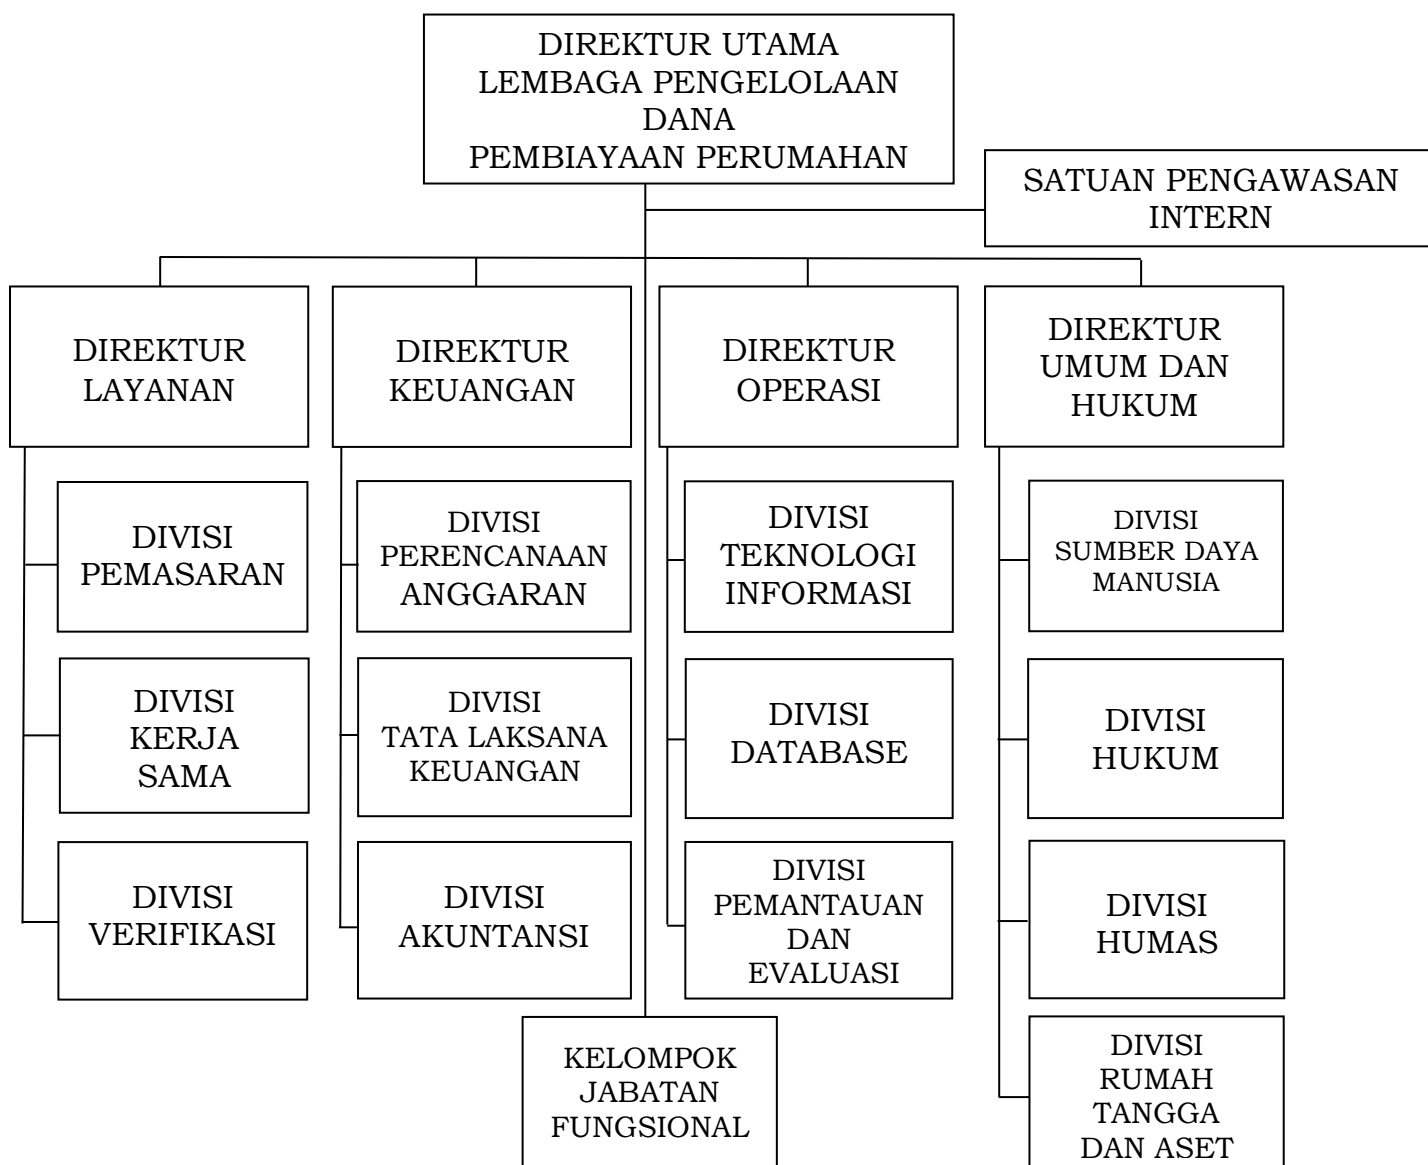 DIREKTUR UTAMA
LEMBAGA PENGELOLAAN
DANA
PEMBIAYAAN PERUMAHAN
SATUAN PENGAWASAN
INTERN
DIREKTUR
LAYANAN
DIREKTUR
KEUANGAN
DIREKTUR
OPERASI
DIREKTUR
UMUM DAN
HUKUM
DIVISI
PEMASARAN
DIVISI
PERENCANAAN
ANGGARAN
DIVISI
TEKNOLOGI
INFORMASI
DIVISI
SUMBER DAYA
MANUSIA
DIVISI
KERJA
SAMA
DIVISI
TATA LAKSANA
KEUANGAN
DIVISI
DATABASE
DIVISI
HUKUM
DIVISI
VERIFIKASI
DIVISI
AKUNTANSI
DIVISI
PEMANTAUAN
DAN
EVALUASI
DIVISI
HUMAS
KELOMPOK
JABATAN
FUNGSIONAL
DIVISI
RUMAH
TANGGA
DAN ASET